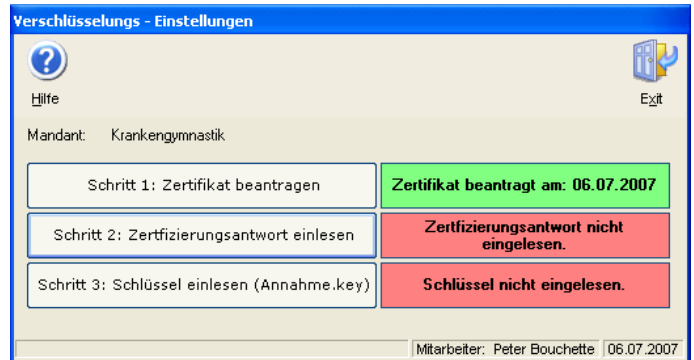 Verschlüsselungs - Einstellungen
Hilfe
Exit
Mandant: Krankengymnastik
Schritt 1: Zertifikat beantragen
Zertifikat beantragt am: 06.07.2007
Schritt 2: Zertfizierungsantwort einlesen
Zertfizierungsantwort nicht
eingelesen.
Schritt 3: Schlüssel einlesen (Annahme.key)
Schlüssel nicht eingelesen.
Mitarbeiter: Peter Bouchette 06.07.2007